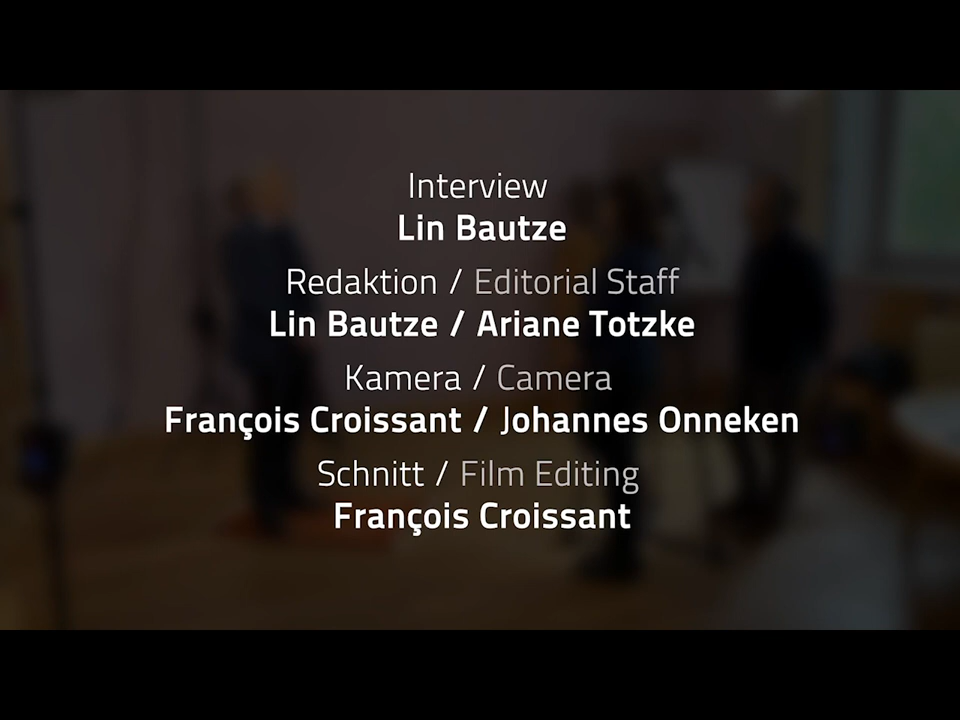 Interview
Lin Bautze
Redaktion / Editorial Staff
Lin Bautze / Ariane Totzke
Kamera / Camera
François Croissant / Johannes Onneken
Schnitt / Film Editing
François Croissant